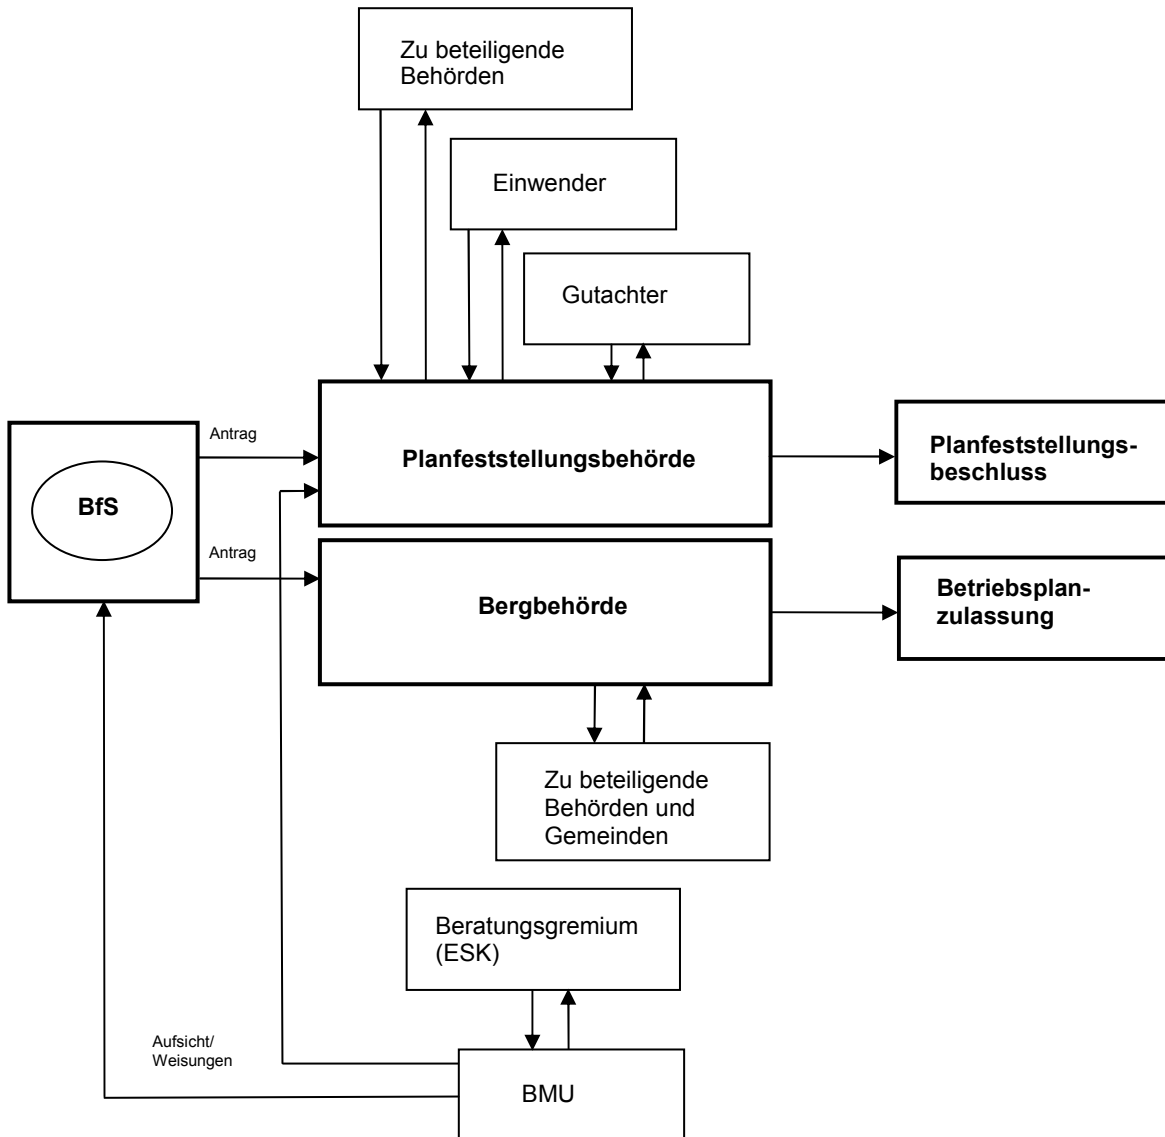 Zu beteiligende
Behörden
Einwender
Gutachter
Antrag
Planfeststellungsbehörde
Planfeststellungs-
beschluss
BfS
Antrag
Bergbehörde
Betriebsplan-
zulassung
Zu beteiligende
Behörden und
Gemeinden
Beratungsgremium
(ESK)
Aufsicht/
Weisungen
BMU